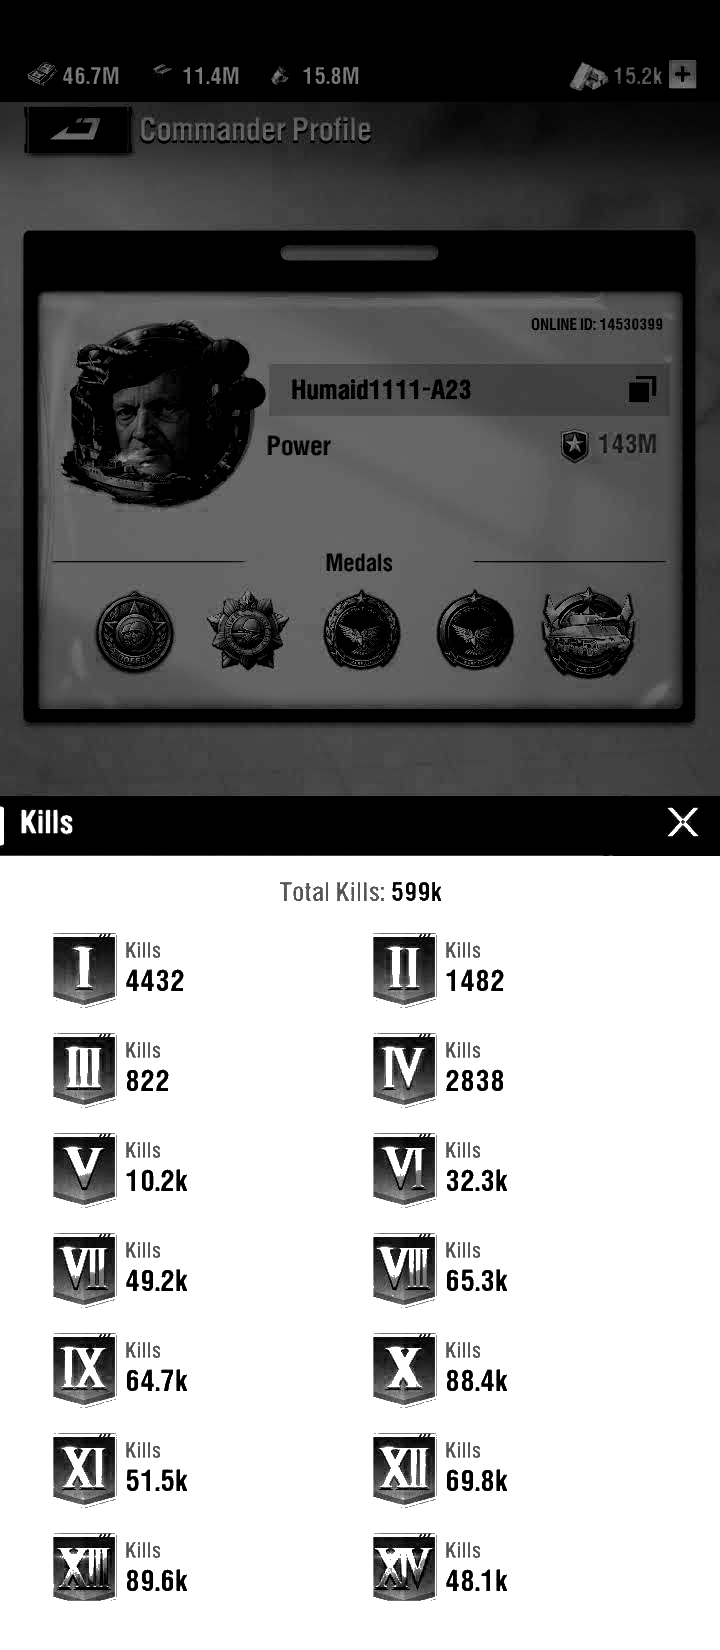 46.7M 11.4M 15.8M 15.2k
Commander Profile
ONLINE ID: 14530399
Humaid1111-A23
Power 143M
Medals
Kills
Total Kills: 599k
I Kills 4432
II Kills 1482
III Kills 822
IV Kills 2838
V Kills 10.2k
VI Kills 32.3k
VII Kills 49.2k
VIII Kills 65.3k
IX Kills 64.7k
X Kills 88.4k
XI Kills 51.5k
XII Kills 69.8k
XIII Kills 89.6k
XIV Kills 48.1k